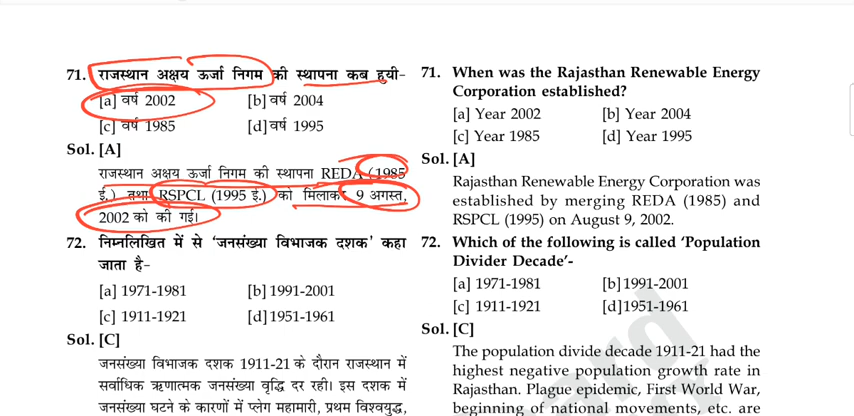 71. राजस्थान अक्षय ऊर्जा निगम की स्थापना कब हुयी-
[a] वर्ष 2002 [b] वर्ष 2004
[c] वर्ष 1985 [d] वर्ष 1995
Sol. [A]
राजस्थान अक्षय ऊर्जा निगम की स्थापना REDA (1985
ई.) तथा RSPCL (1995 ई.) को मिलाकर 9 अगस्त,
2002 को की गई।
72. निम्नलिखित में से ‘जनसंख्या विभाजक दशक’ कहा
जाता है-
[a] 1971-1981 [b] 1991-2001
[c] 1911-1921 [d] 1951-1961
Sol. [C]
जनसंख्या विभाजक दशक 1911-21 के दौरान राजस्थान में
सर्वाधिक ऋणात्मक जनसंख्या वृद्धि दर रही। इस दशक में
जनसंख्या घटने के कारणों में प्लेग महामारी, प्रथम विश्वयुद्ध,
71. When was the Rajasthan Renewable Energy
Corporation established?
[a] Year 2002 [b] Year 2004
[c] Year 1985 [d] Year 1995
Sol. [A]
Rajasthan Renewable Energy Corporation was
established by merging REDA (1985) and
RSPCL (1995) on August 9, 2002.
72. Which of the following is called ‘Population
Divider Decade’-
[a] 1971-1981 [b] 1991-2001
[c] 1911-1921 [d] 1951-1961
Sol. [C]
The population divide decade 1911-21 had the
highest negative population growth rate in
Rajasthan. Plague epidemic, First World War,
beginning of national movements, etc. are